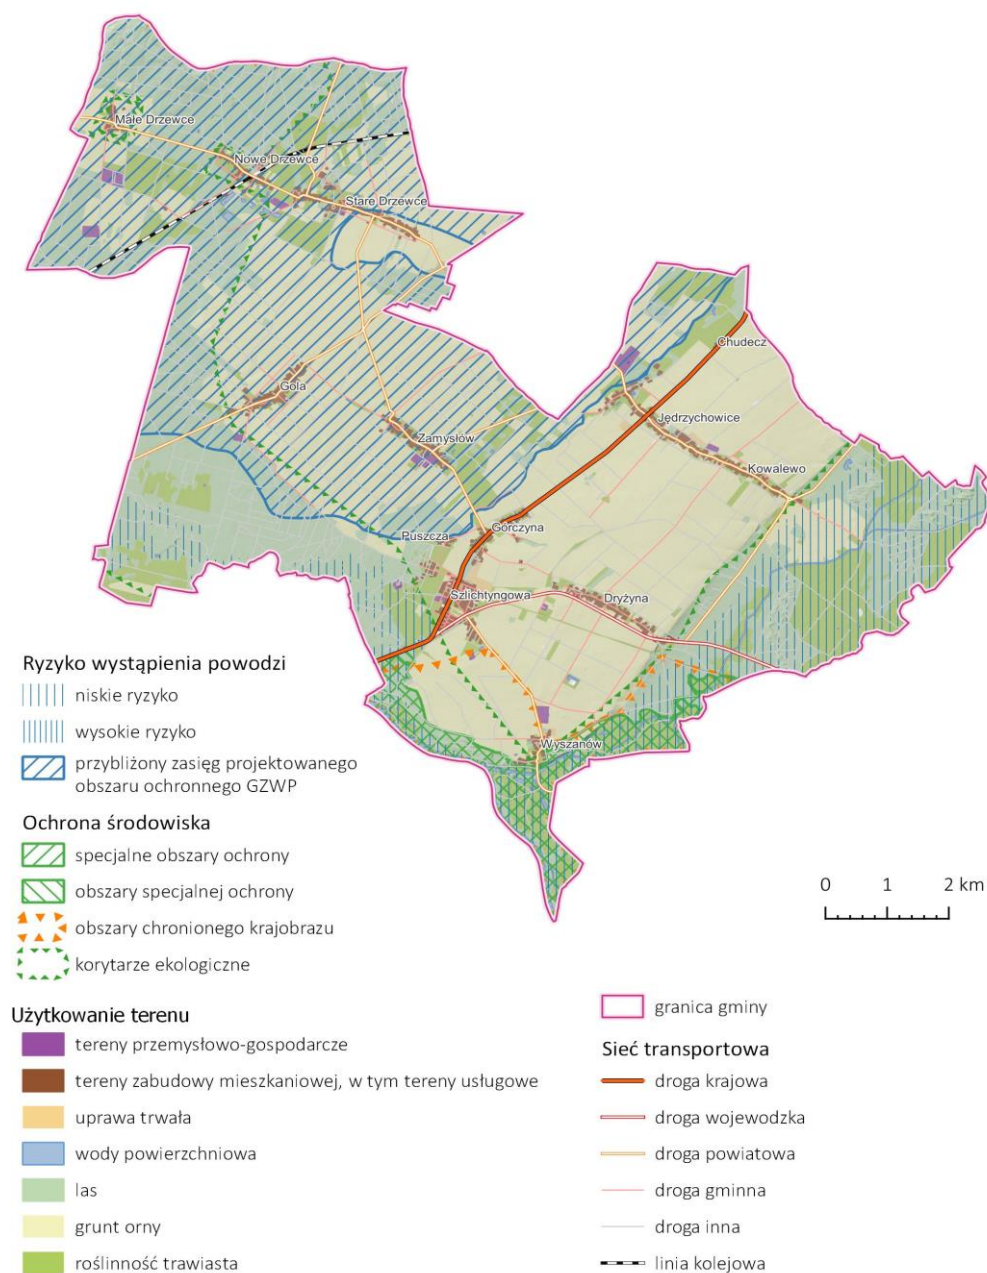 Małe Drzewce
Nowe Drzewce
Stare Drzewce
Chudecz
Gola
Jędrzychowice
Zamysłów
Kowalewo
Górczyna
Puszcza
Szlichtyngowa
Dryżyna
Wyszanów
Ryzyko wystąpienia powodzi
niskie ryzyko
wysokie ryzyko
przybliżony zasięg projektowanego
obszaru ochronnego GZWP
Ochrona środowiska
specjalne obszary ochrony
obszary specjalnej ochrony
obszary chronionego krajobrazu
korytarze ekologiczne
0 1 2 km
Użytkowanie terenu
tereny przemysłowo-gospodarcze
tereny zabudowy mieszkaniowej, w tym tereny usługowe
uprawa trwała
wody powierzchniowa
las
grunt orny
roślinność trawiasta
granica gminy
Sieć transportowa
droga krajowa
droga wojewodzka
droga powiatowa
droga gminna
droga inna
linia kolejowa